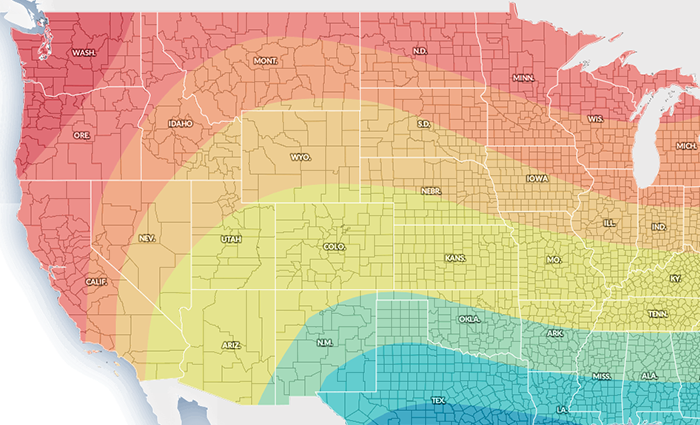 WASH.
MONT.
N.D.
MINN.
ORE.
IDAHO
S.D.
WIS.
MICH.
WYO.
IOWA
NEBR.
NEV.
UTAH
COLO.
KANS.
MO.
ILL.
IND.
KY.
CALIF.
ARIZ.
N.M.
OKLA.
ARK.
TENN.
TEX.
LA.
MISS.
ALA.